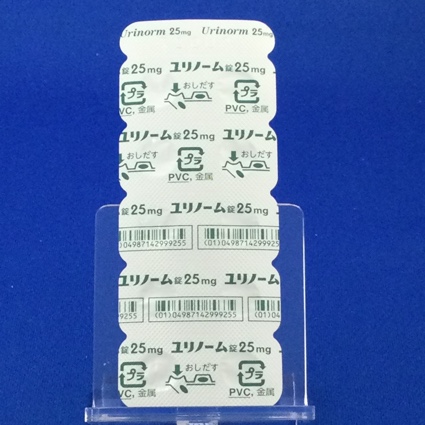 Urinorm 25mg Urinorm 25mg
錠25mg ユリノーム錠25mg
プラ おしだす プラ
PVC, 金属 PVC, 金属
ユリノーム錠25mg ユリノーム
おしだす プラ おしだす
PVC, 金属
錠25mg ユリノーム錠25mg
(01)04987142999255 (01)049871429992
ユリノーム錠25mg ユリノーム
(01)04987142999255
錠25mg ユリノーム錠25mg
プラ おしだす プラ
PVC, 金属 PVC, 金属